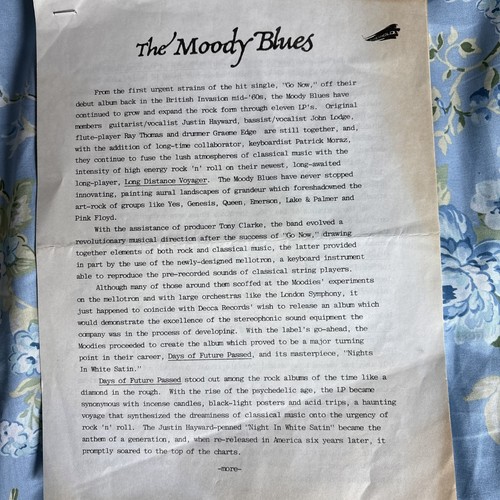 The Moody Blues
From the first urgent strains of the hit single, "Go Now," off their
debut album back in the British Invasion mid-'60s, the Moody Blues have
continued to grow and expand the rock form through eleven LP's. Original
members guitarist/vocalist Justin Hayward, bassist/vocalist John Lodge,
flute-player Ray Thomas and drummer Graeme Edge are still together, and,
with the addition of long-time collaborator, keyboardist Patrick Moraz,
they continue to fuse the lush atmospheres of classical music with the
intensity of high energy rock 'n' roll on their newest, long-awaited
long-player, Long Distance Voyager. The Moody Blues have never stopped
innovating, painting aural landscapes of grandeur which foreshadowed the
art-rock of groups like Yes, Genesis, Queen, Emerson, Lake & Palmer and
Pink Floyd.
With the assistance of producer Tony Clarke, the band evolved a
revolutionary musical direction after the success of "Go Now," drawing
together elements of both rock and classical music, the latter provided
in part by the use of the newly-designed mellotron, a keyboard instrument
able to reproduce the pre-recorded sounds of classical string players.
Although many of those around them scoffed at the Moodies' experiments
on the mellotron and with large orchestras like the London Symphony, it
just happened to coincide with Decca Records' wish to release an album which
would demonstrate the excellence of the stereophonic sound equipment the
company was in the process of developing. With the label's go-ahead, the
Moodies proceeded to create the album which proved to be a major turning
point in their career, Days of Future Passed, and its masterpiece, "Nights
In White Satin."
Days of Future Passed stood out among the rock albums of the time like a
diamond in the rough. With the rise of the psychedelic age, the LP became
synonymous with incense candles, black-light posters and acid trips, a haunting
voyage that synthesized the dreaminess of classical music onto the urgency of
rock 'n' roll. The Justin Hayward-penned "Night In White Satin" became the
anthem of a generation, and, when re-released in America six years later, it
promptly soared to the top of the charts.
-more-